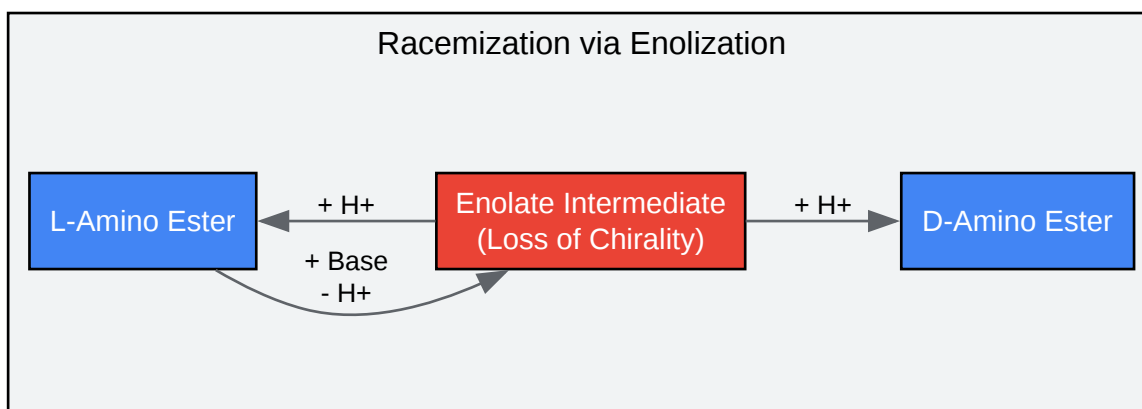 Racemization via Enolization
L-Amino Ester
+ H+
Enolate Intermediate
(Loss of Chirality)
+ H+
D-Amino Ester
+ Base
- H+